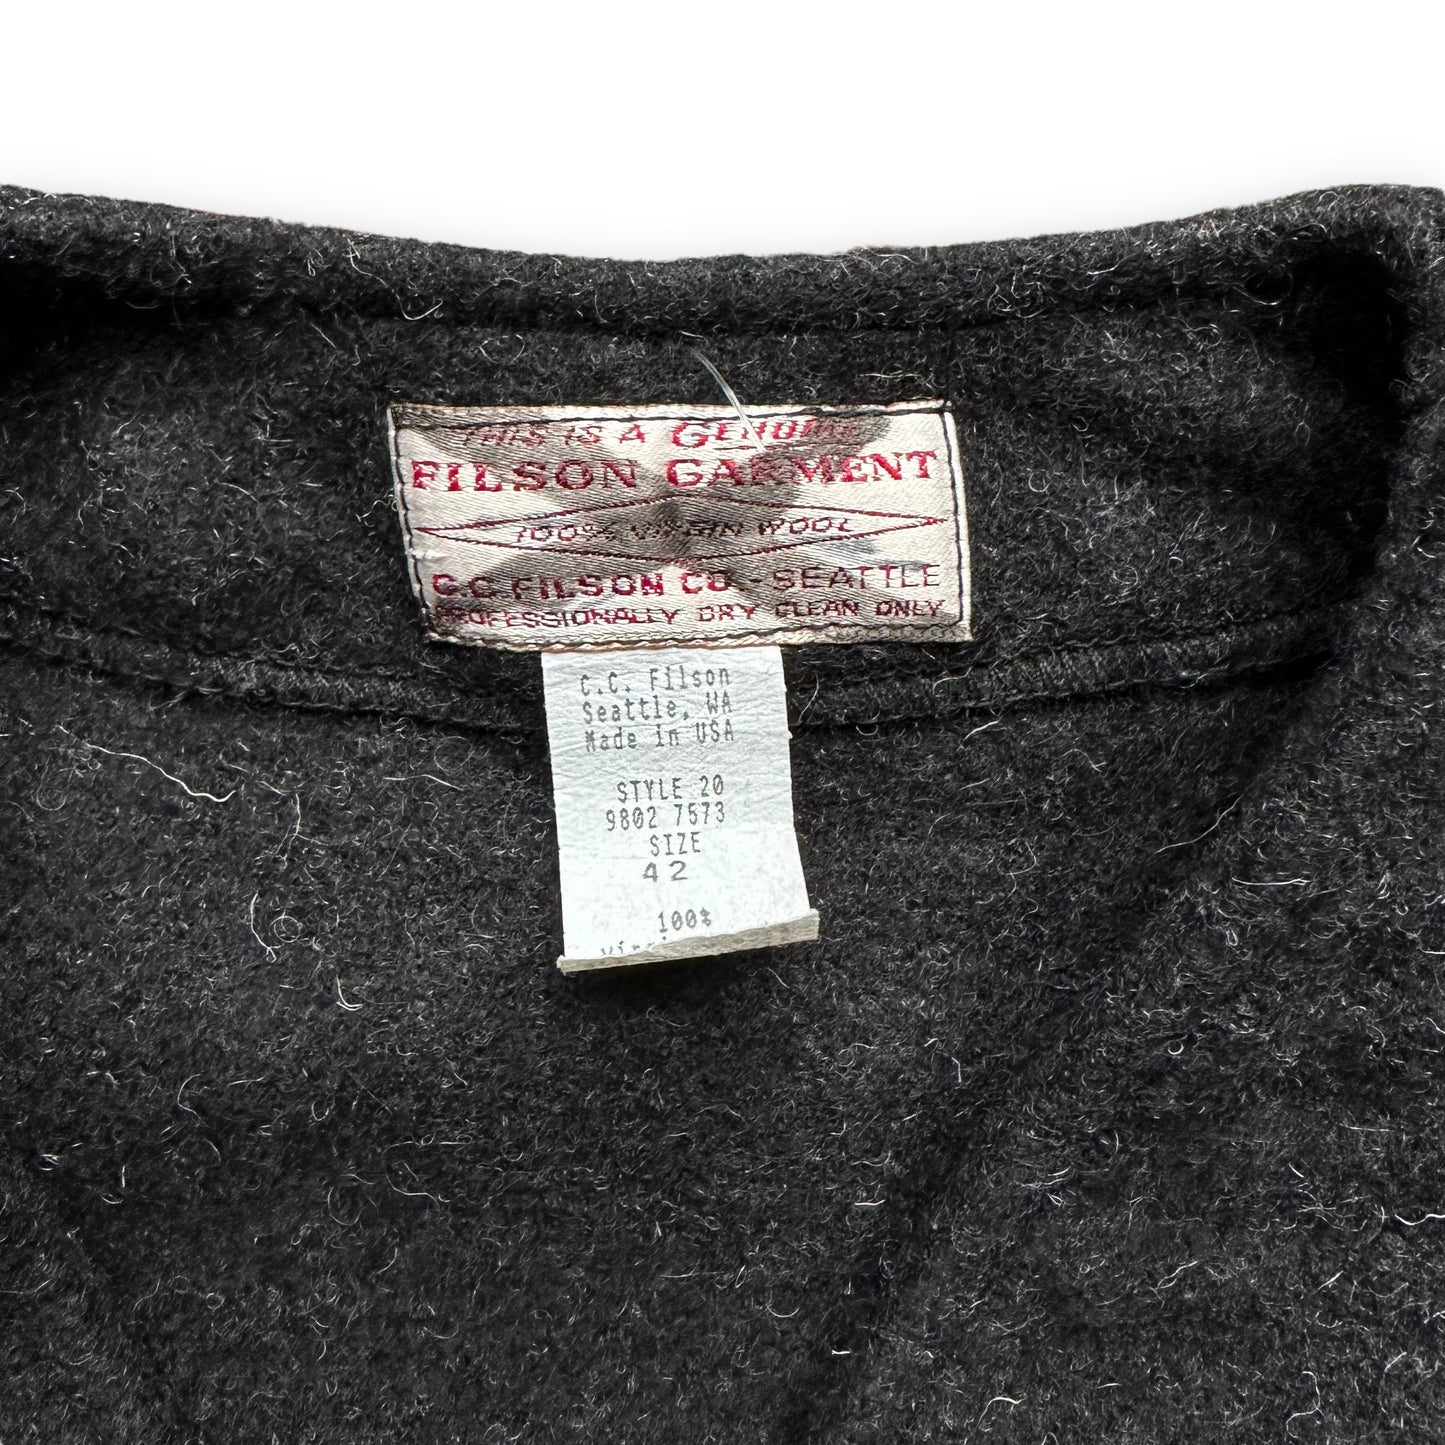 THIS IS A GENUINE
FILSON GARMENT
100% VIRGIN WOOL
C.C. FILSON CO - SEATTLE
PROFESSIONALLY DRY CLEAN ONLY
C.C. Filson
Seattle, WA
Made in USA
STYLE 20
9802 7573
SIZE
42
100%